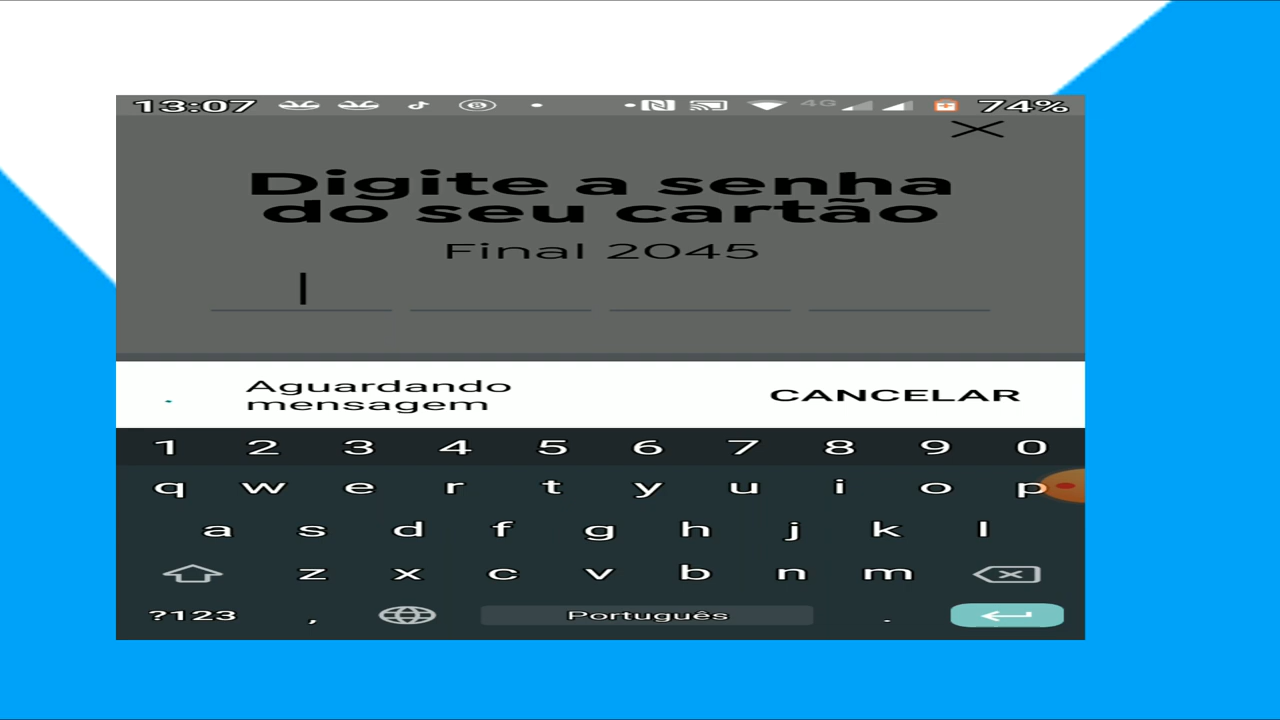 13:07 4G 74%
Digite a senha
do seu cartão
Final 2045
Aguardando
mensagem
CANCELAR
1 2 3 4 5 6 7 8 9 0
q w e r t y u i o p
a s d f g h j k l
z x c v b n m
?123 , Português .